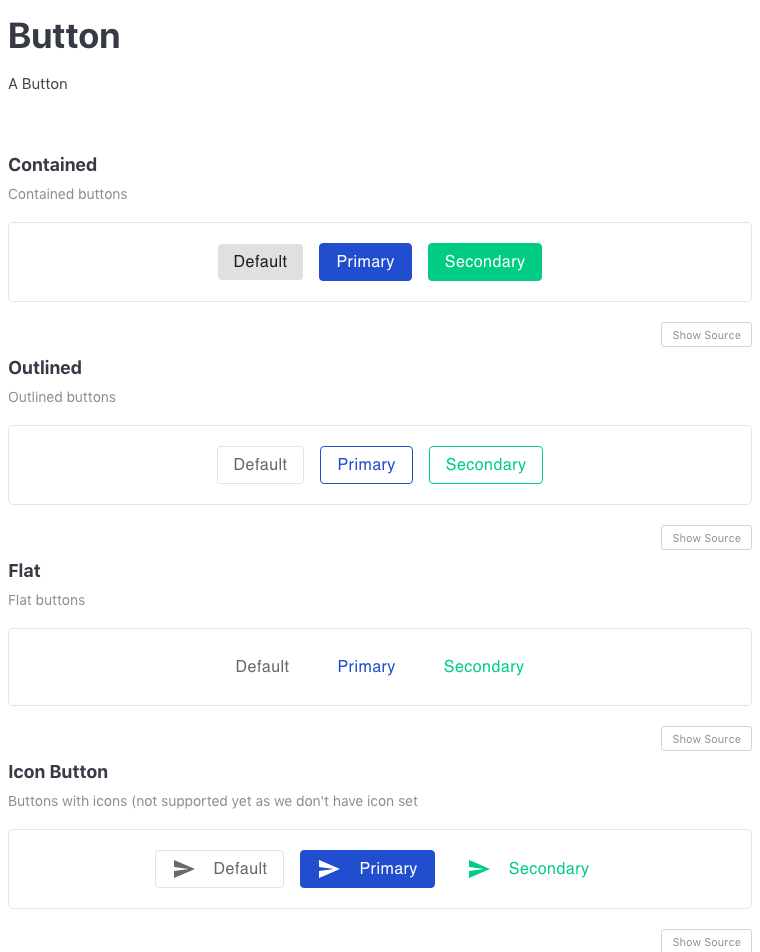 Button
A Button
Contained
Contained buttons
Default Primary Secondary
Show Source
Outlined
Outlined buttons
Default Primary Secondary
Show Source
Flat
Flat buttons
Default Primary Secondary
Show Source
Icon Button
Buttons with icons (not supported yet as we don't have icon set
Default Primary Secondary
Show Source